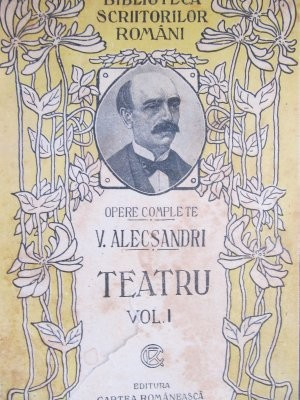 BIBLIOTECA
SCRIITORILOR
ROMÂNI
OPERE COMPLETE
V. ALECSANDRI
TEATRU
VOL. I
EDITURA
CARTEA ROMÂNEASCĂ